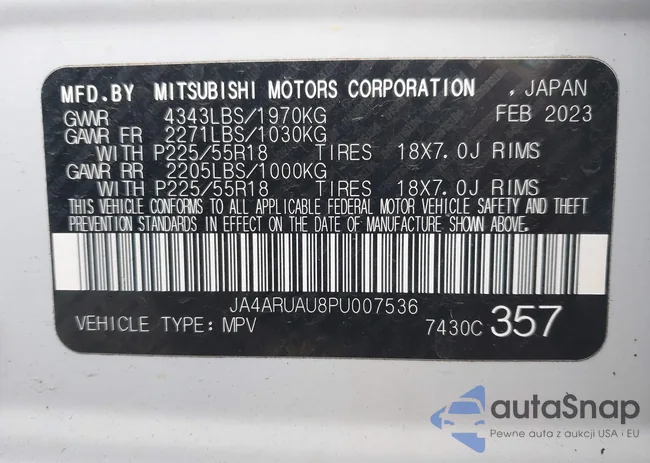 MFD.BY MITSUBISHI MOTORS CORPORATION , JAPAN
GVWR 4343LBS/1970KG FEB 2023
GAWR FR 2271LBS/1030KG
WITH P225/55R18 TIRES 18X7.0J RIMS
GAWR RR 2205LBS/1000KG
WITH P225/55R18 TIRES 18X7.0J RIMS
THIS VEHICLE CONFORMS TO ALL APPLICABLE FEDERAL MOTOR VEHICLE SAFETY AND THEFT
PREVENTION STANDARDS IN EFFECT ON THE DATE OF MANUFACTURE SHOWN ABOVE.
JA4ARUAU8PU007536
VEHICLE TYPE: MPV 7430C 357
autaSnap
Pewne auta z aukcji USA i EU